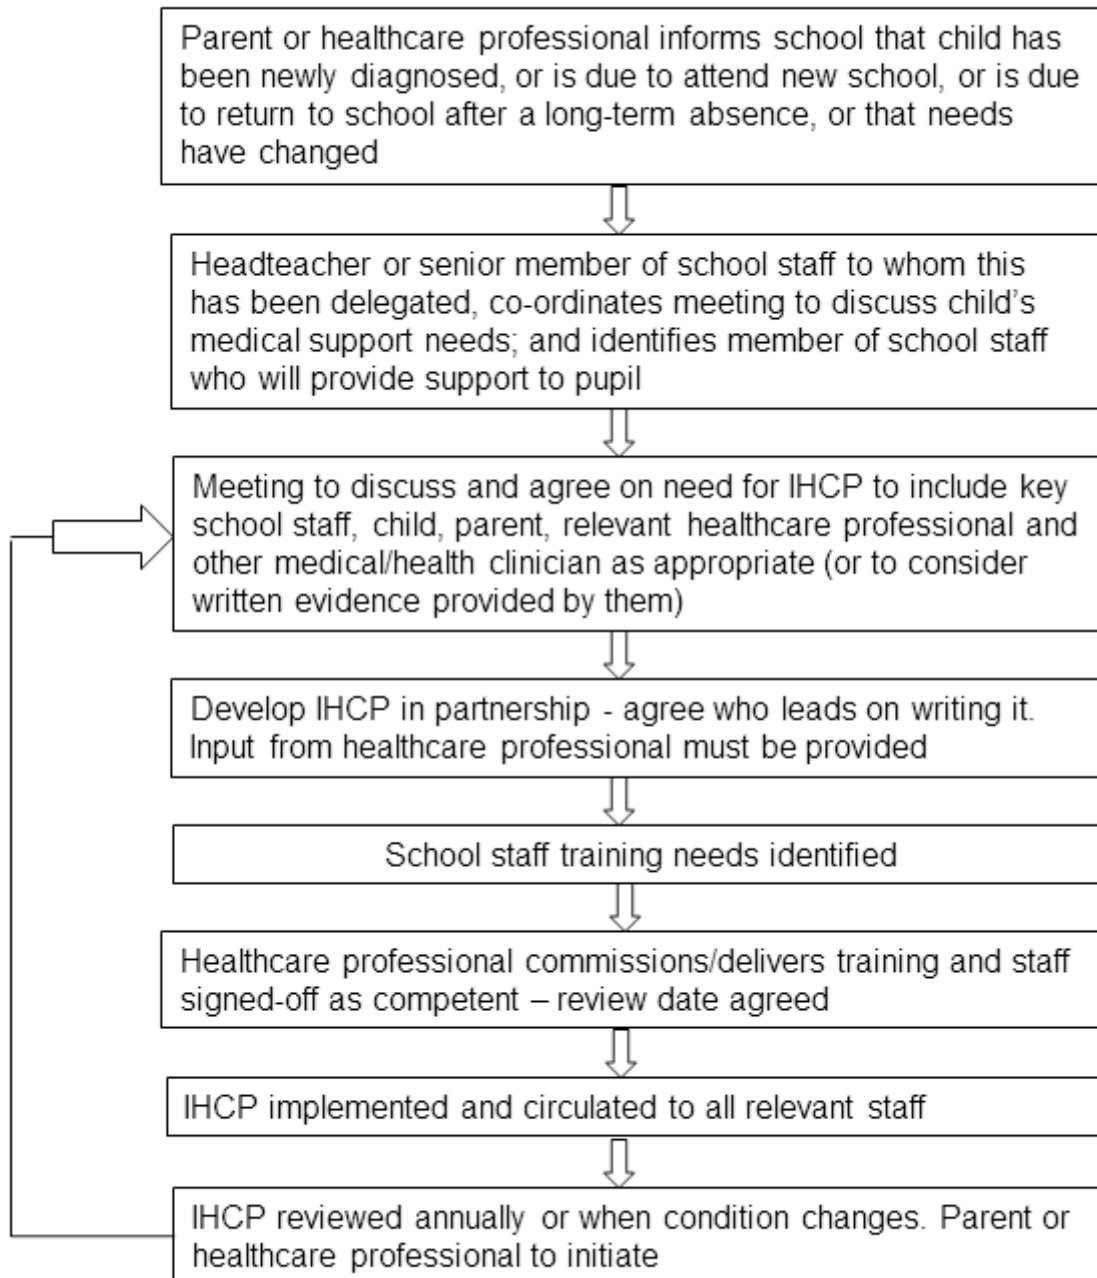 Parent or healthcare professional informs school that child has
been newly diagnosed, or is due to attend new school, or is due
to return to school after a long-term absence, or that needs
have changed
Headteacher or senior member of school staff to whom this
has been delegated, co-ordinates meeting to discuss child's
medical support needs; and identifies member of school staff
who will provide support to pupil
Meeting to discuss and agree on need for IHCP to include key
school staff, child, parent, relevant healthcare professional and
other medical/health clinician as appropriate (or to consider
written evidence provided by them)
Develop IHCP in partnership - agree who leads on writing it.
Input from healthcare professional must be provided
School staff training needs identified
Healthcare professional commissions/delivers training and staff
signed-off as competent – review date agreed
IHCP implemented and circulated to all relevant staff
IHCP reviewed annually or when condition changes. Parent or
healthcare professional to initiate